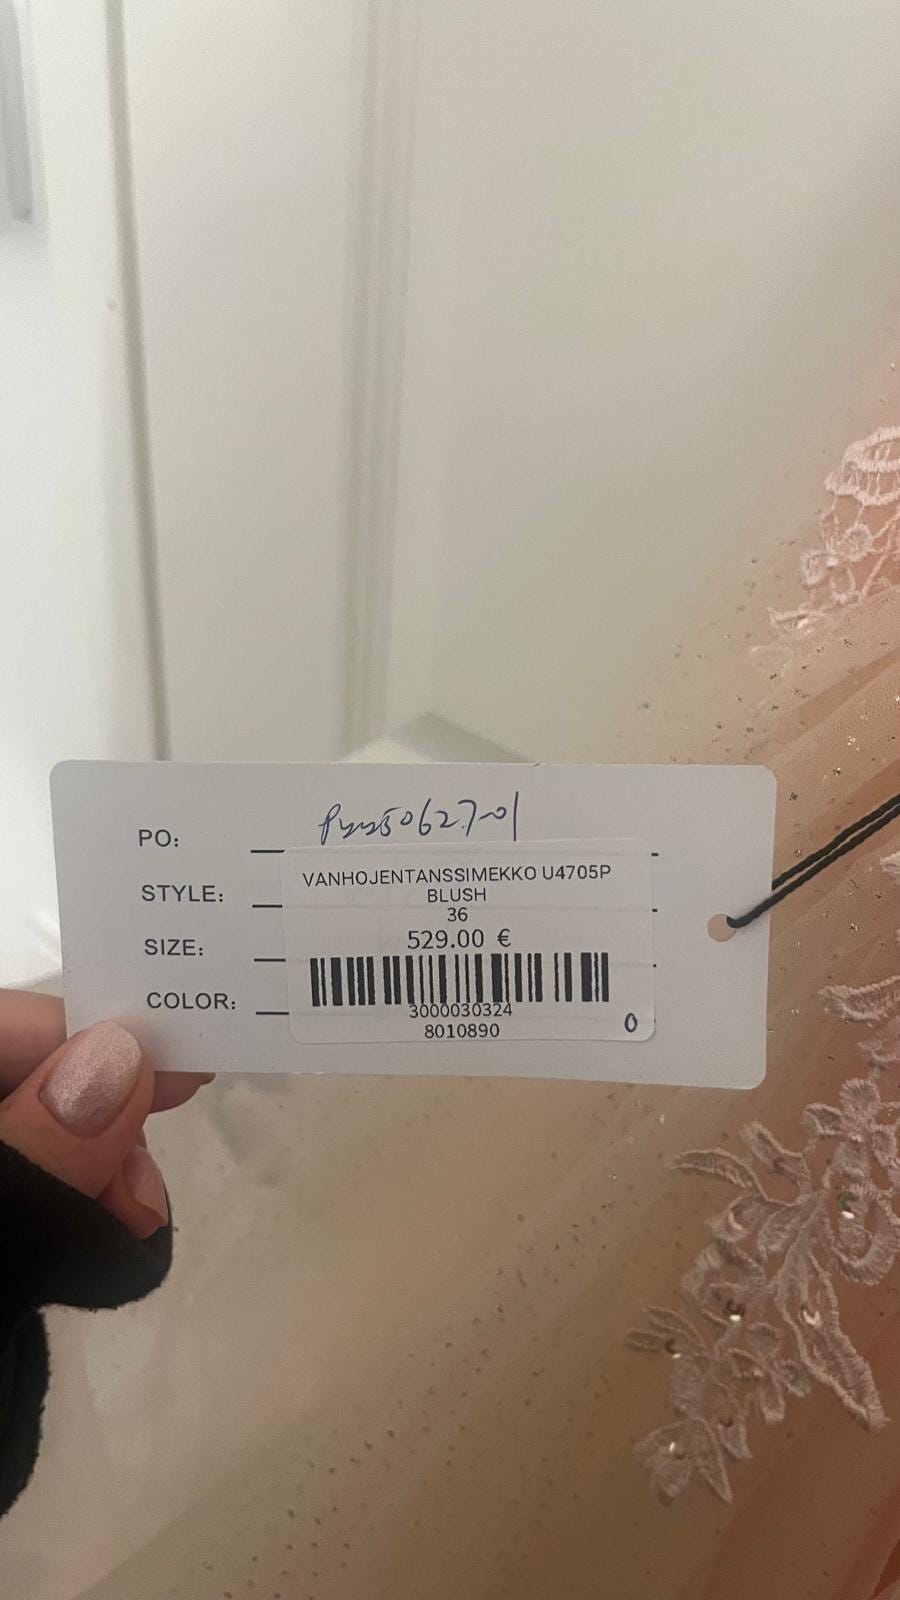 PO:
STYLE:
SIZE:
COLOR:
VANHOJENTANSSIMEKKO U4705P
BLUSH
36
529.00 €
3000030324
8010890
0